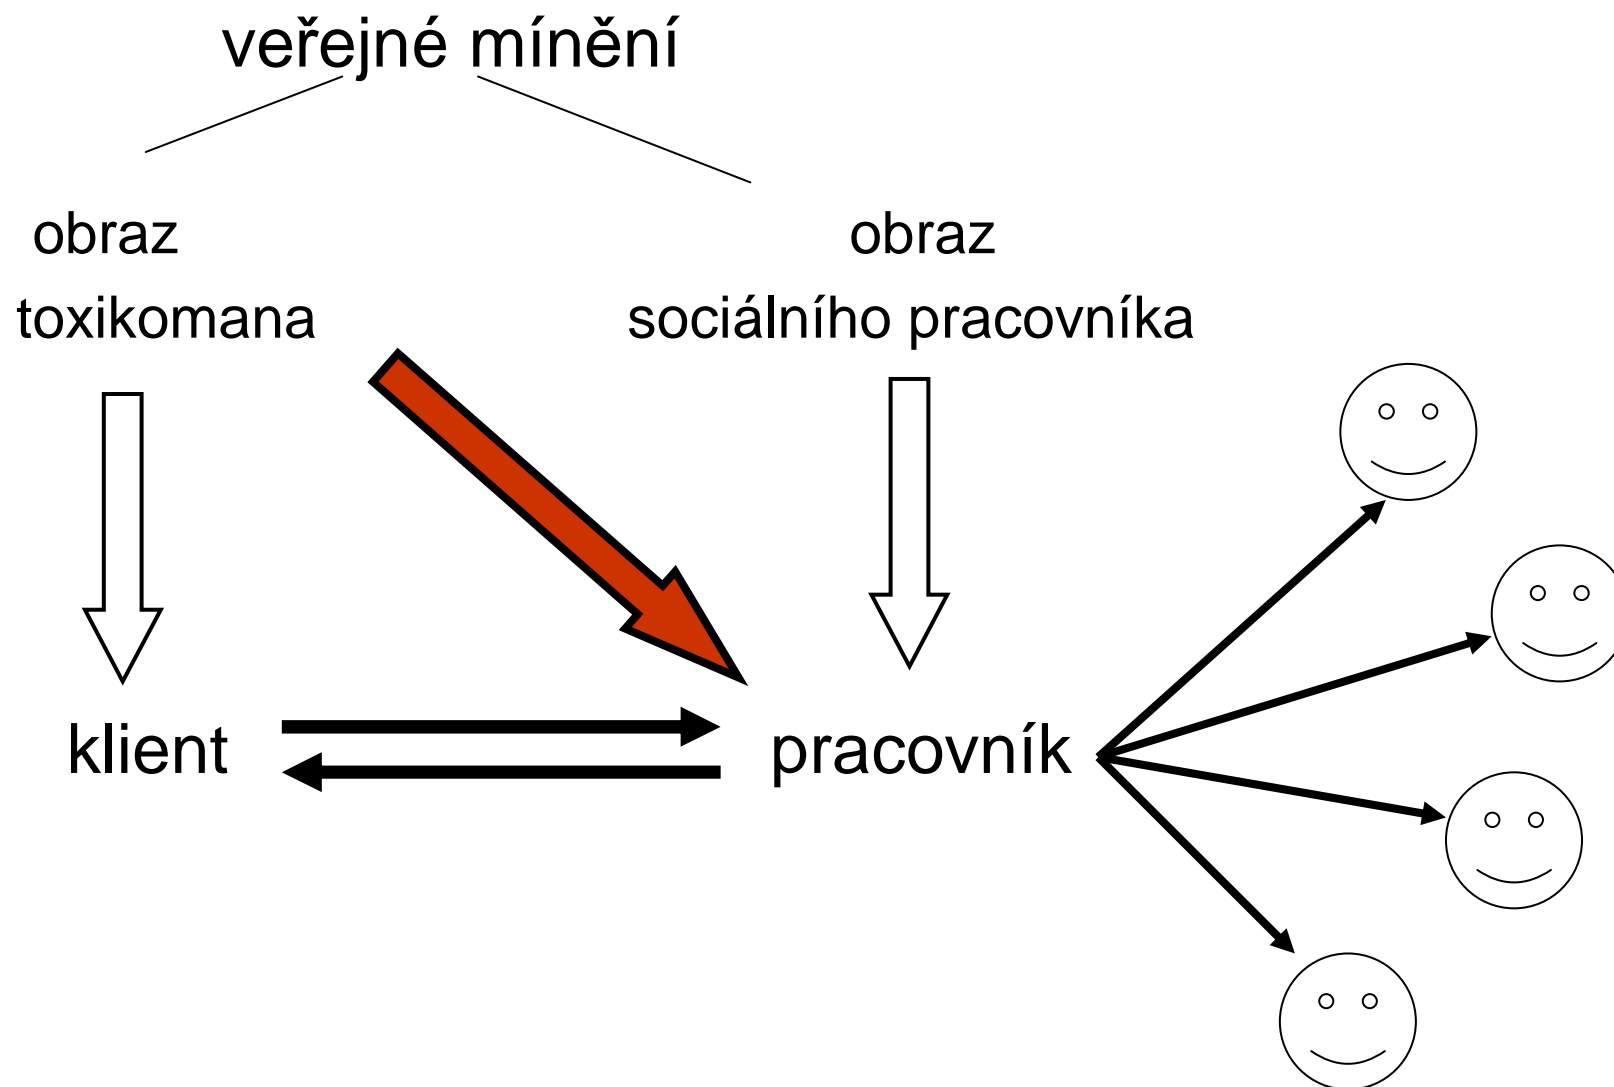 veřejné mínění
obraz
toxikomana
obraz
sociálního pracovníka
klient
pracovník